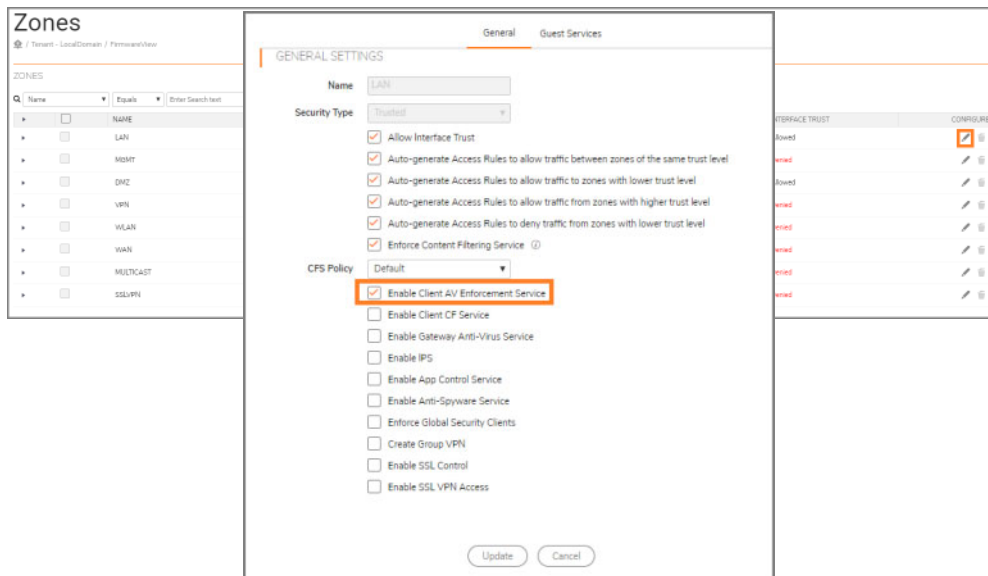 Zones
/ Tenant - LocalDomain / FirmwareView
ZONES
Name Equals Enter Search text
NAME INTERFACE TRUST CONFIGURE
LAN Allowed
MGMT Denied
DMZ Allowed
VPN Denied
WLAN Denied
WAN Denied
MULTICAST Denied
SSLVPN Denied
General Guest Services
GENERAL SETTINGS
Name LAN
Security Type Trusted
Allow Interface Trust
Auto-generate Access Rules to allow traffic between zones of the same trust level
Auto-generate Access Rules to allow traffic to zones with lower trust level
Auto-generate Access Rules to allow traffic from zones with higher trust level
Auto-generate Access Rules to deny traffic from zones with lower trust level
Enforce Content Filtering Service
CFS Policy Default
Enable Client AV Enforcement Service
Enable Client CF Service
Enable Gateway Anti-Virus Service
Enable IPS
Enable App Control Service
Enable Anti-Spyware Service
Enforce Global Security Clients
Create Group VPN
Enable SSL Control
Enable SSL VPN Access
Update Cancel